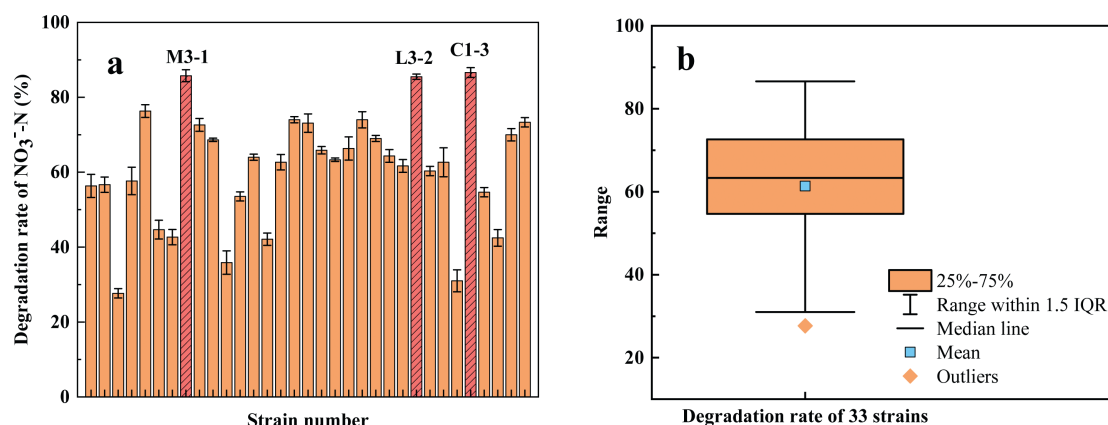 a
M3-1
L3-2
C1-3
Degradation rate of NO₃⁻-N (%)
100
80
60
40
20
0
Strain number
b
Range
100
80
60
40
20
25%-75%
Range within 1.5 IQR
Median line
Mean
Outliers
Degradation rate of 33 strains